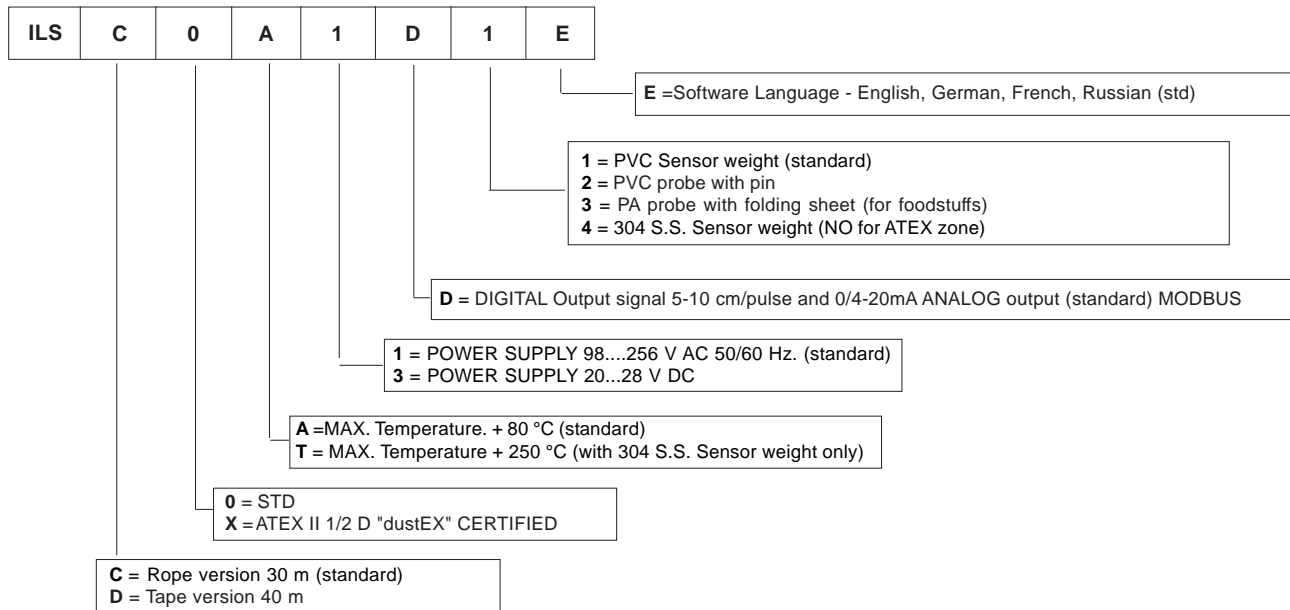 ILS C 0 A 1 D 1 E
E =Software Language - English, German, French, Russian (std)
1 = PVC Sensor weight (standard)
2 = PVC probe with pin
3 = PA probe with folding sheet (for foodstuffs)
4 = 304 S.S. Sensor weight (NO for ATEX zone)
D = DIGITAL Output signal 5-10 cm/pulse and 0/4-20mA ANALOG output (standard) MODBUS
1 = POWER SUPPLY 98....256 V AC 50/60 Hz. (standard)
3 = POWER SUPPLY 20...28 V DC
A =MAX. Temperature. + 80 °C (standard)
T = MAX. Temperature + 250 °C (with 304 S.S. Sensor weight only)
0 = STD
X =ATEX II 1/2 D "dustEX" CERTIFIED
C = Rope version 30 m (standard)
D = Tape version 40 m